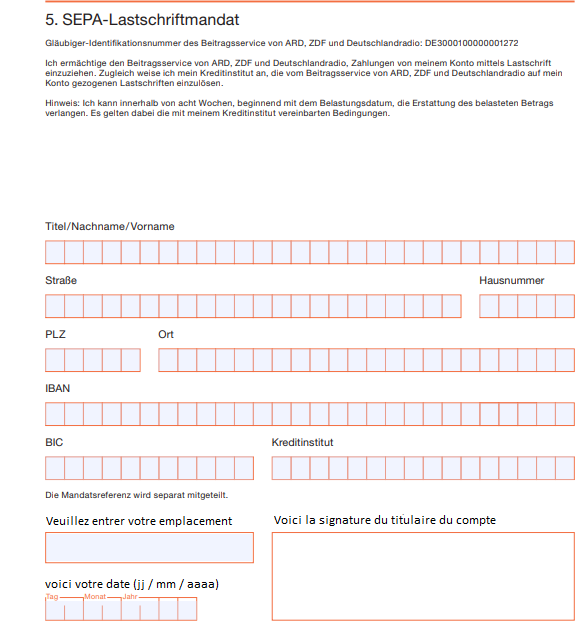 5. SEPA-Lastschriftmandat
Gläubiger-Identifikationsnummer des Beitragsservice von ARD, ZDF und Deutschlandradio: DE3000100000001272
Ich ermächtige den Beitragsservice von ARD, ZDF und Deutschlandradio, Zahlungen von meinem Konto mittels Lastschrift
einzuziehen. Zugleich weise ich mein Kreditinstitut an, die vom Beitragsservice von ARD, ZDF und Deutschlandradio auf mein
Konto gezogenen Lastschriften einzulösen.
Hinweis: Ich kann innerhalb von acht Wochen, beginnend mit dem Belastungsdatum, die Erstattung des belasteten Betrags
verlangen. Es gelten dabei die mit meinem Kreditinstitut vereinbarten Bedingungen.
Titel/Nachname/Vorname
Straße Hausnummer
PLZ Ort
IBAN
BIC Kreditinstitut
Die Mandatsreferenz wird separat mitgeteilt.
Veuillez entrer votre emplacement Voici la signature du titulaire du compte
voici votre date (jj / mm / aaaa)
Tag Monat Jahr